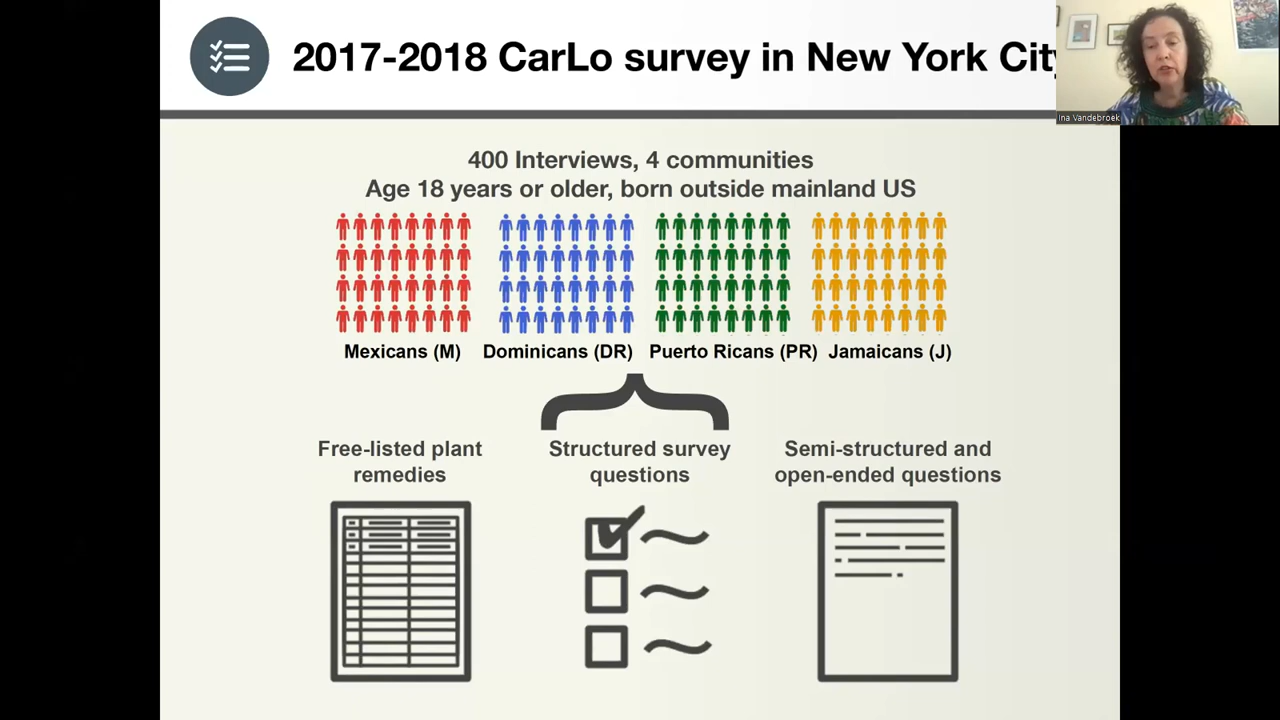 2017-2018 CarLo survey in New York City
Ina Vandebroek
400 Interviews, 4 communities
Age 18 years or older, born outside mainland US
Mexicans (M) Dominicans (DR) Puerto Ricans (PR) Jamaicans (J)
Free-listed plant
remedies
Structured survey
questions
Semi-structured and
open-ended questions